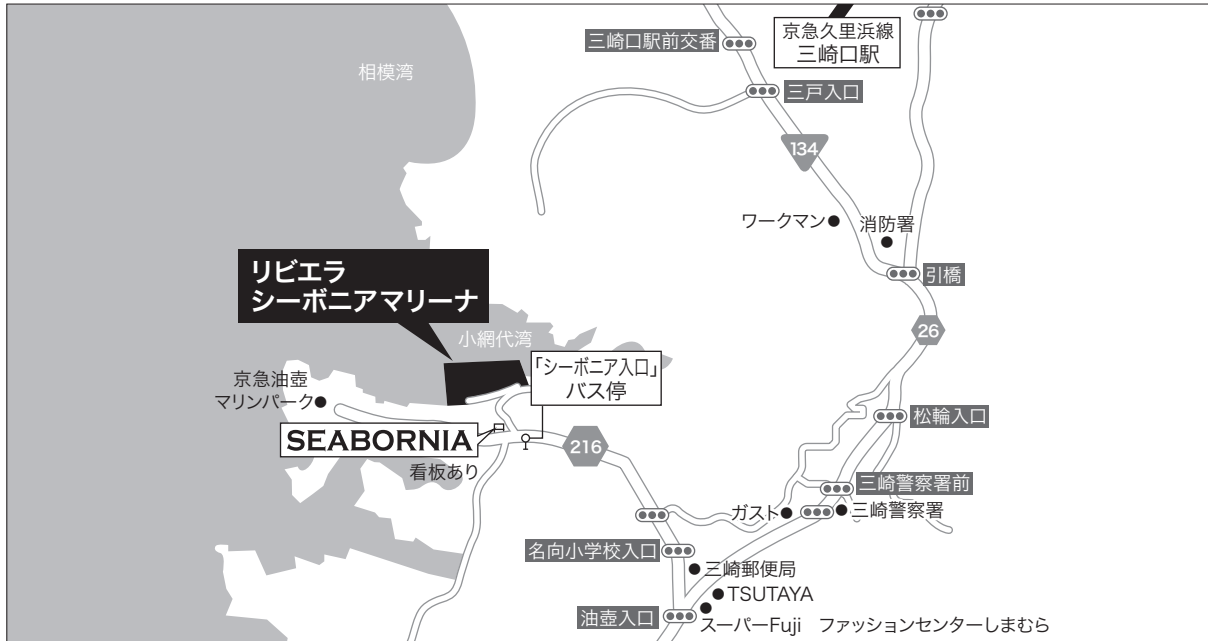 三崎口駅前交番
京急久里浜線
三崎口駅
相模湾
三戸入口
134
ワークマン
消防署
引橋
リビエラ
シーボニアマリーナ
小網代湾
26
「シーボニア入口」
バス停
京急油壺
マリンパーク
松輪入口
SEABORNIA
216
看板あり
三崎警察署前
ガスト
三崎警察署
名向小学校入口
三崎郵便局
TSUTAYA
油壺入口
スーパーFuji ファッションセンターしまむら